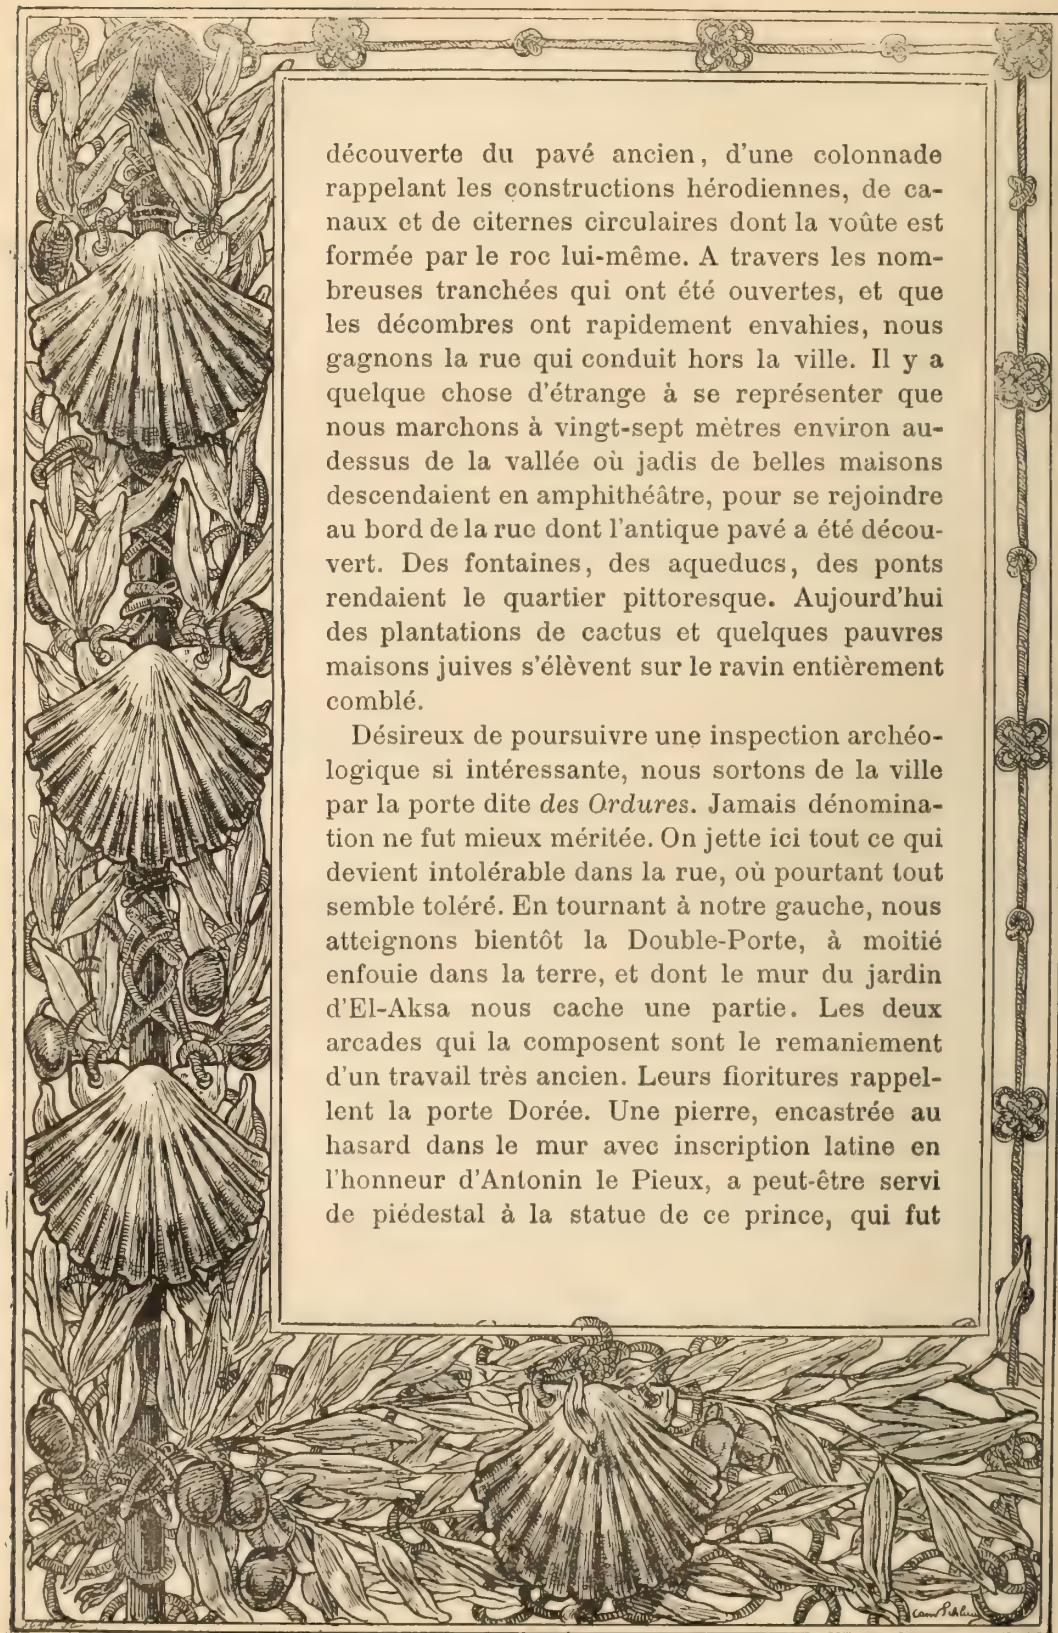 découverte du pavé ancien, d'une colonnade
rappelant les constructions hérodiennes, de ca-
naux et de citernes circulaires dont la voûte est
formée par le roc lui-même. A travers les nom-
breuses tranchées qui ont été ouvertes, et que
les décombres ont rapidement envahies, nous
gagnons la rue qui conduit hors la ville. Il y a
quelque chose d'étrange à se représenter que
nous marchons à vingt-sept mètres environ au-
dessus de la vallée où jadis de belles maisons
descendaient en amphithéâtre, pour se rejoindre
au bord de la rue dont l'antique pavé a été décou-
vert. Des fontaines, des aqueducs, des ponts
rendaient le quartier pittoresque. Aujourd'hui
des plantations de cactus et quelques pauvres
maisons juives s'élèvent sur le ravin entièrement
comblé.
Désireux de poursuivre une inspection archéo-
logique si intéressante, nous sortons de la ville
par la porte dite des Ordures. Jamais dénomina-
tion ne fut mieux méritée. On jette ici tout ce qui
devient intolérable dans la rue, où pourtant tout
semble toléré. En tournant à notre gauche, nous
atteignons bientôt la Double-Porte, à moitié
enfouie dans la terre, et dont le mur du jardin
d'El-Aksa nous cache une partie. Les deux
arcades qui la composent sont le remaniement
d'un travail très ancien. Leurs fioritures rappel-
lent la porte Dorée. Une pierre, encastrée au
hasard dans le mur avec inscription latine en
l'honneur d'Antonin le Pieux, a peut-être servi
de piédestal à la statue de ce prince, qui fut